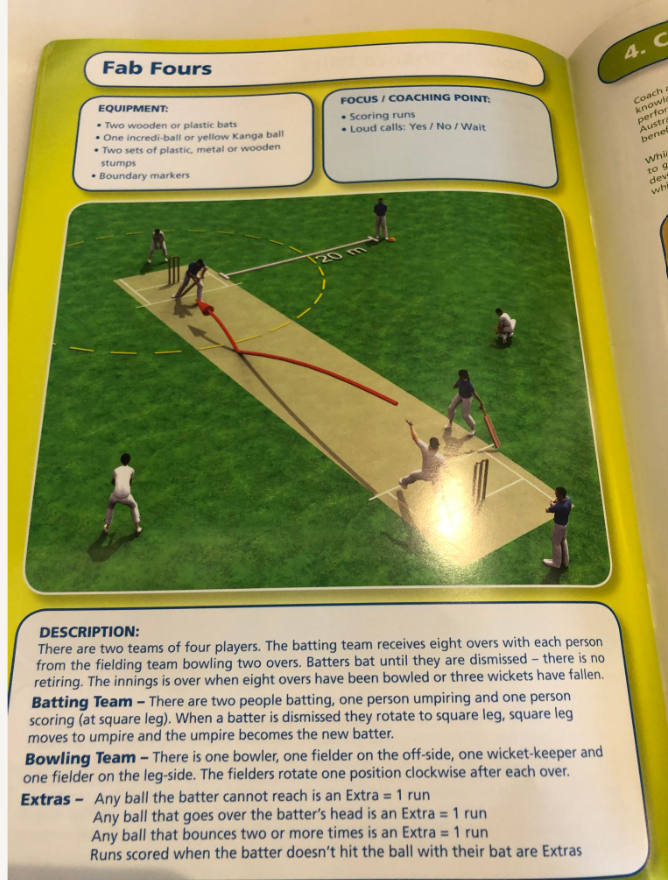 Fab Fours
EQUIPMENT:
• Two wooden or plastic bats
• One incredi-ball or yellow Kanga ball
• Two sets of plastic, metal or wooden
stumps
• Boundary markers
FOCUS / COACHING POINT:
• Scoring runs
• Loud calls: Yes / No / Wait
20 m
DESCRIPTION:
There are two teams of four players. The batting team receives eight overs with each person
from the fielding team bowling two overs. Batters bat until they are dismissed – there is no
retiring. The innings is over when eight overs have been bowled or three wickets have fallen.
Batting Team – There are two people batting, one person umpiring and one person
scoring (at square leg). When a batter is dismissed they rotate to square leg, square leg
moves to umpire and the umpire becomes the new batter.
Bowling Team – There is one bowler, one fielder on the off-side, one wicket-keeper and
one fielder on the leg-side. The fielders rotate one position clockwise after each over.
Extras – Any ball the batter cannot reach is an Extra = 1 run
Any ball that goes over the batter's head is an Extra = 1 run
Any ball that bounces two or more times is an Extra = 1 run
Runs scored when the batter doesn't hit the ball with their bat are Extras
4. C
Coach